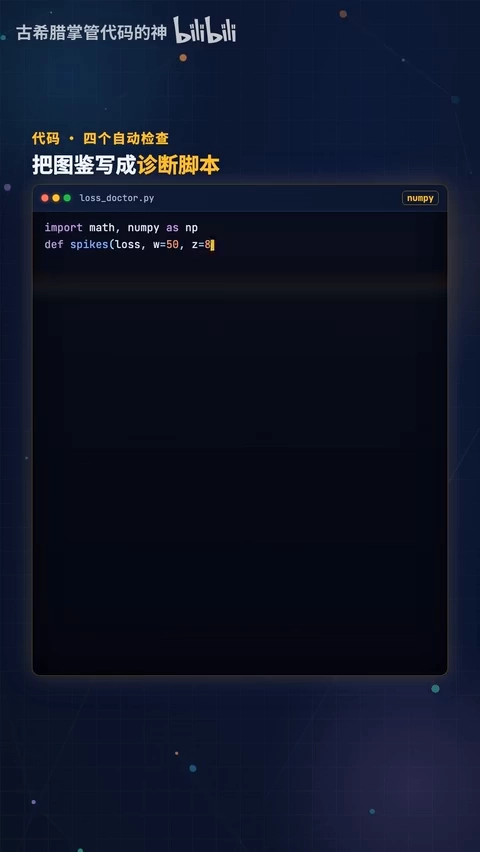 古希腊掌管代码的神 bilibili
代码 · 四个自动检查
把图鉴写成诊断脚本
loss_doctor.py
numpy
import math, numpy as np
def spikes(loss, w=50, z=8